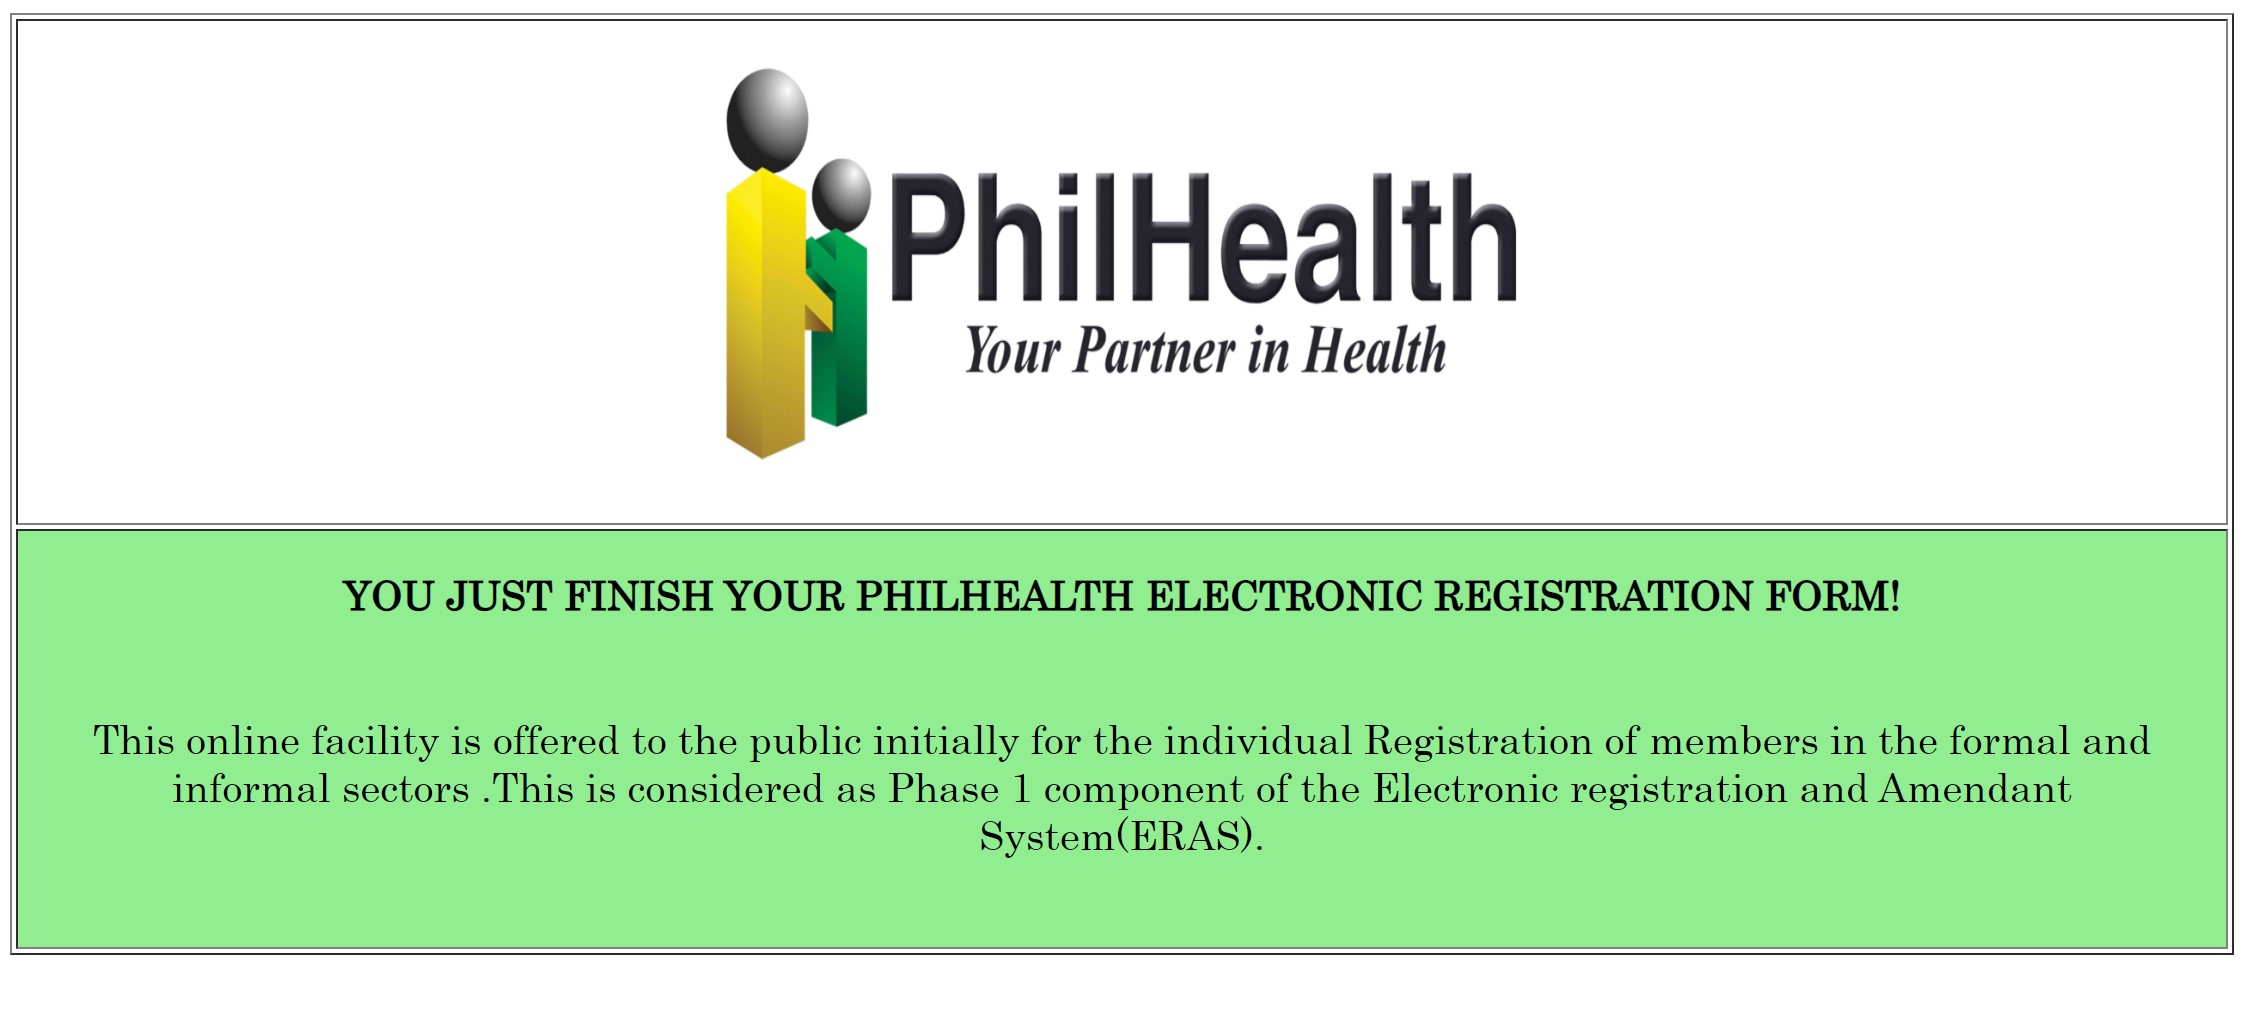 PhilHealth
Your Partner in Health
YOU JUST FINISH YOUR PHILHEALTH ELECTRONIC REGISTRATION FORM!
This online facility is offered to the public initially for the individual Registration of members in the formal and
informal sectors .This is considered as Phase 1 component of the Electronic registration and Amendant
System(ERAS).